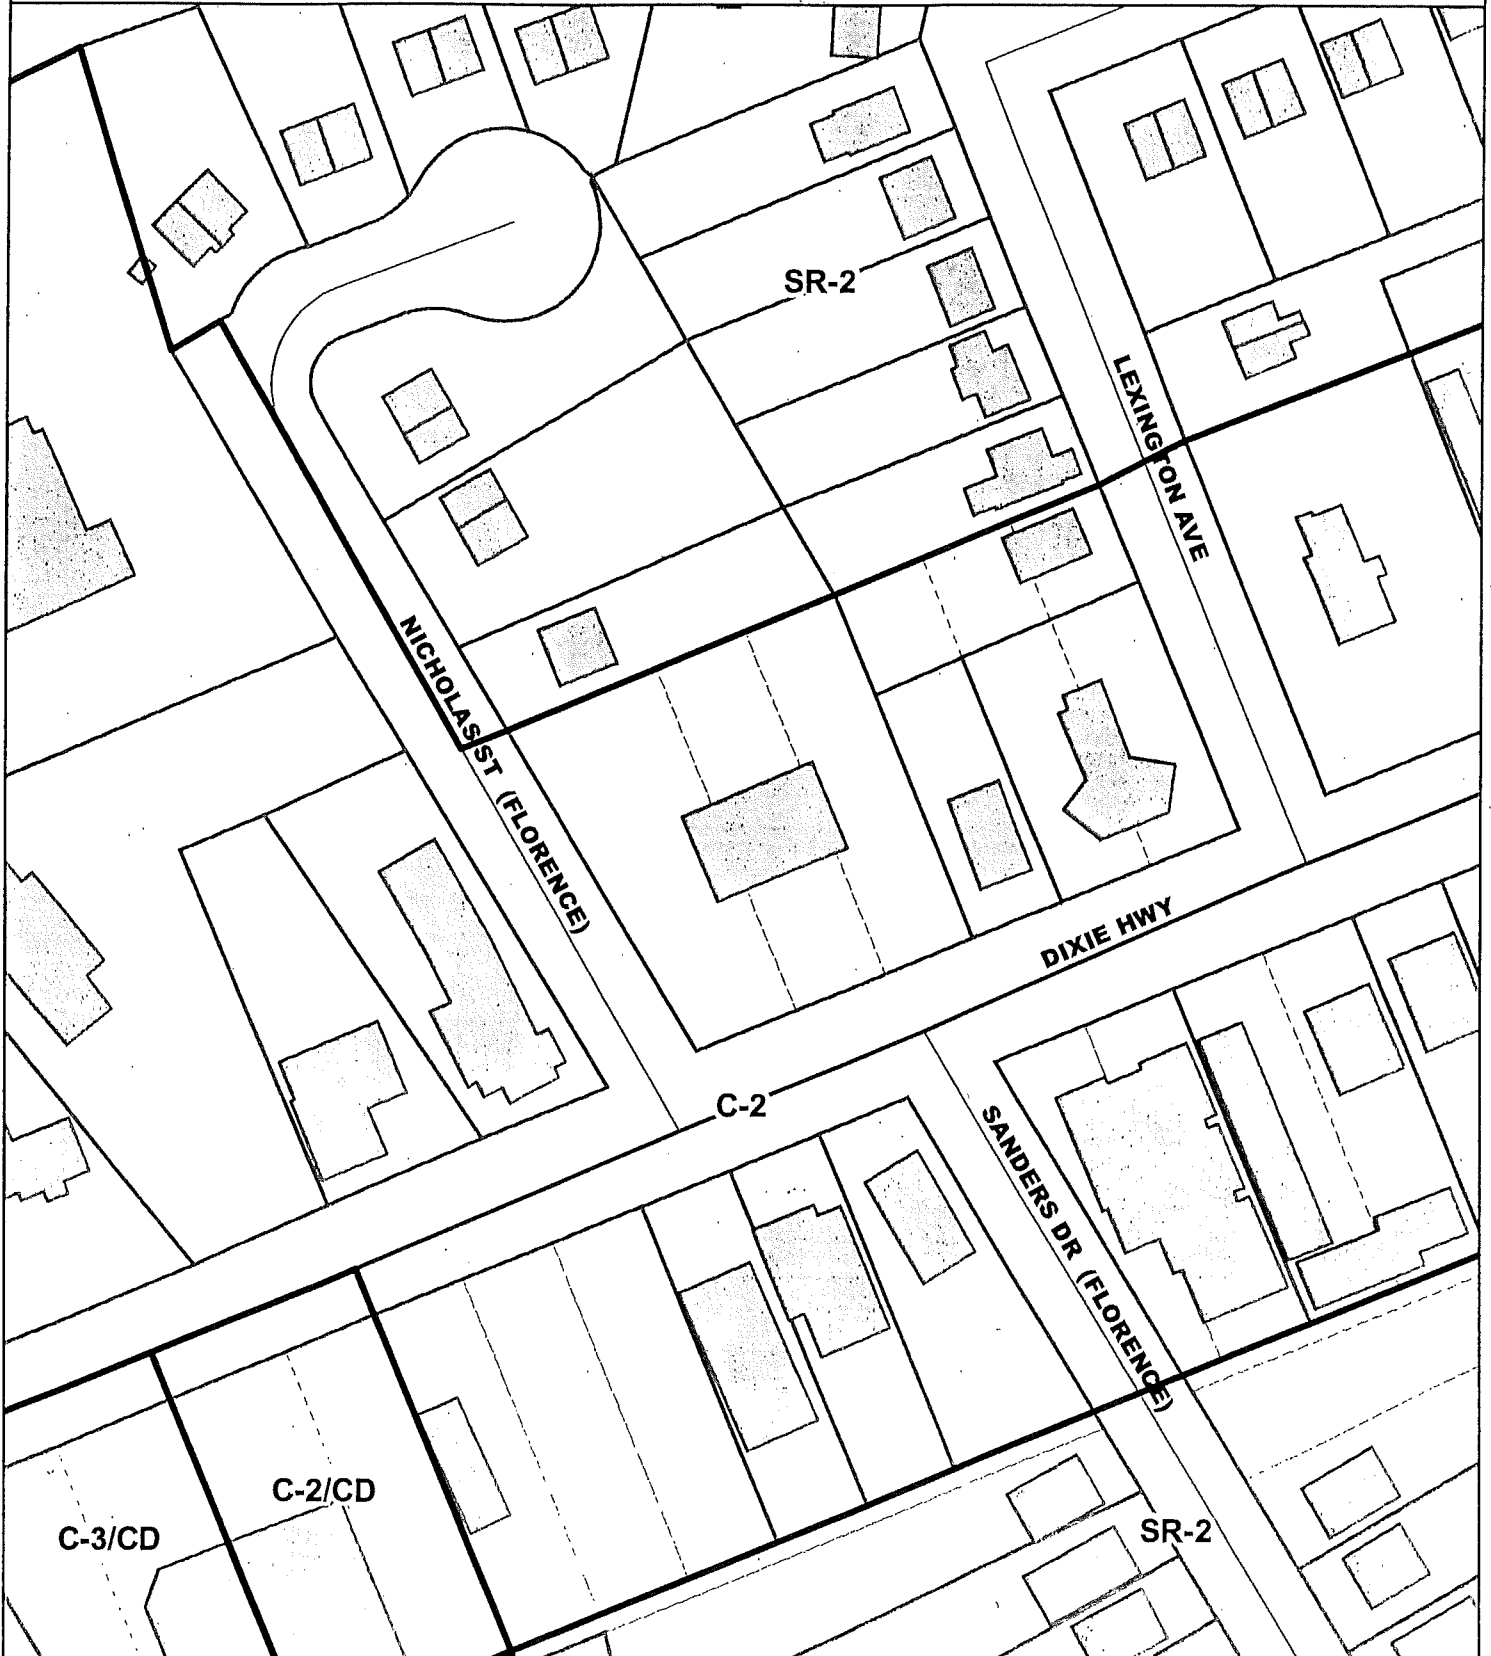 SR-2
LEXINGTON AVE
NICHOLAS ST (FLORENCE)
DIXIE HWY
C-2
SANDERS DR (FLORENCE)
C-2/CD
C-3/CD
SR-2